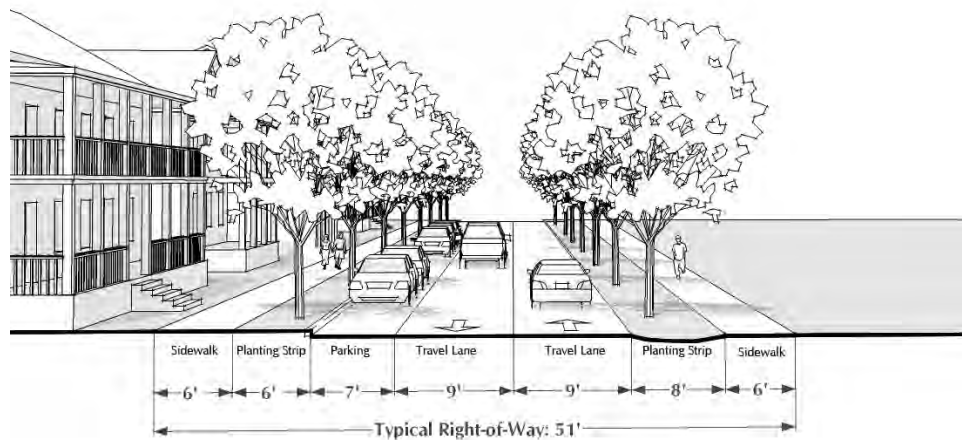 Sidewalk Planting Strip Parking Travel Lane Travel Lane Planting Strip Sidewalk
6' 6' 7' 9' 9' 8' 6'
Typical Right-of-Way: 51'